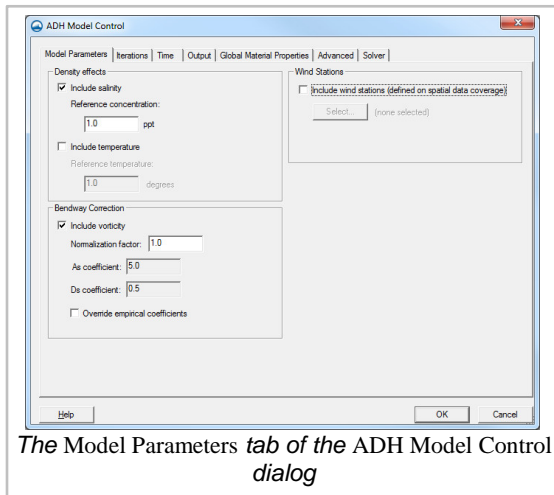 ADH Model Control
Model Parameters Iterations Time Output Global Material Properties Advanced Solver
Density effects
Include salinity
Reference concentration:
1.0 ppt
Include temperature
Reference temperature:
1.0 degrees
Bendway Correction
Include vorticity
Normalization factor: 1.0
As coefficient: 5.0
Ds coefficient: 0.5
Override empirical coefficients
Wind Stations
Include wind stations (defined on spatial data coverage)
Select... (none selected)
Help OK Cancel
The Model Parameters tab of the ADH Model Control
dialog